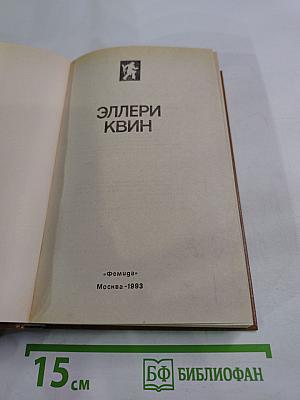 ЭЛЛЕРИ
КВИН
«Фемида»
Москва-1993
15 см
БФ БИБЛИОФАН